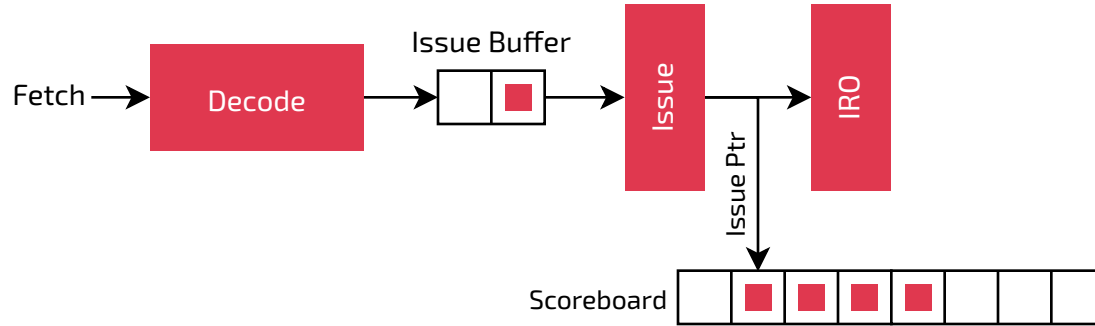 Issue Buffer
Fetch
Decode
Issue
IRO
Issue Ptr
Scoreboard